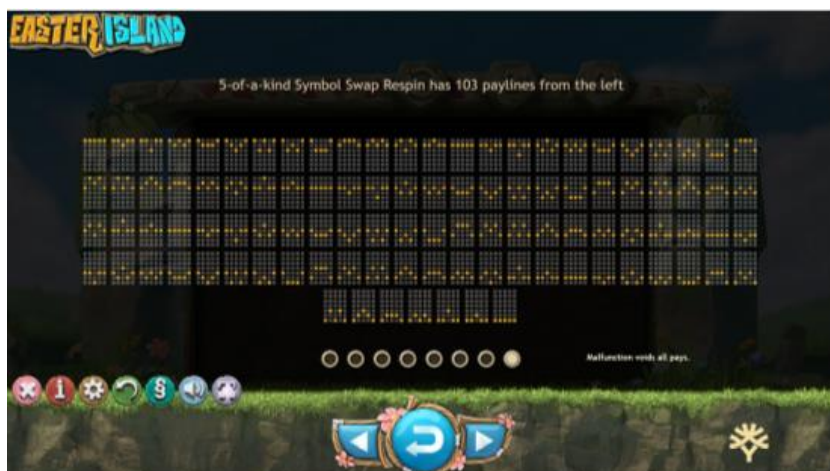 EASTER ISLAND
5-of-a-kind Symbol Swap Respin has 103 paylines from the left
Malfunction voids all pays.
i
§